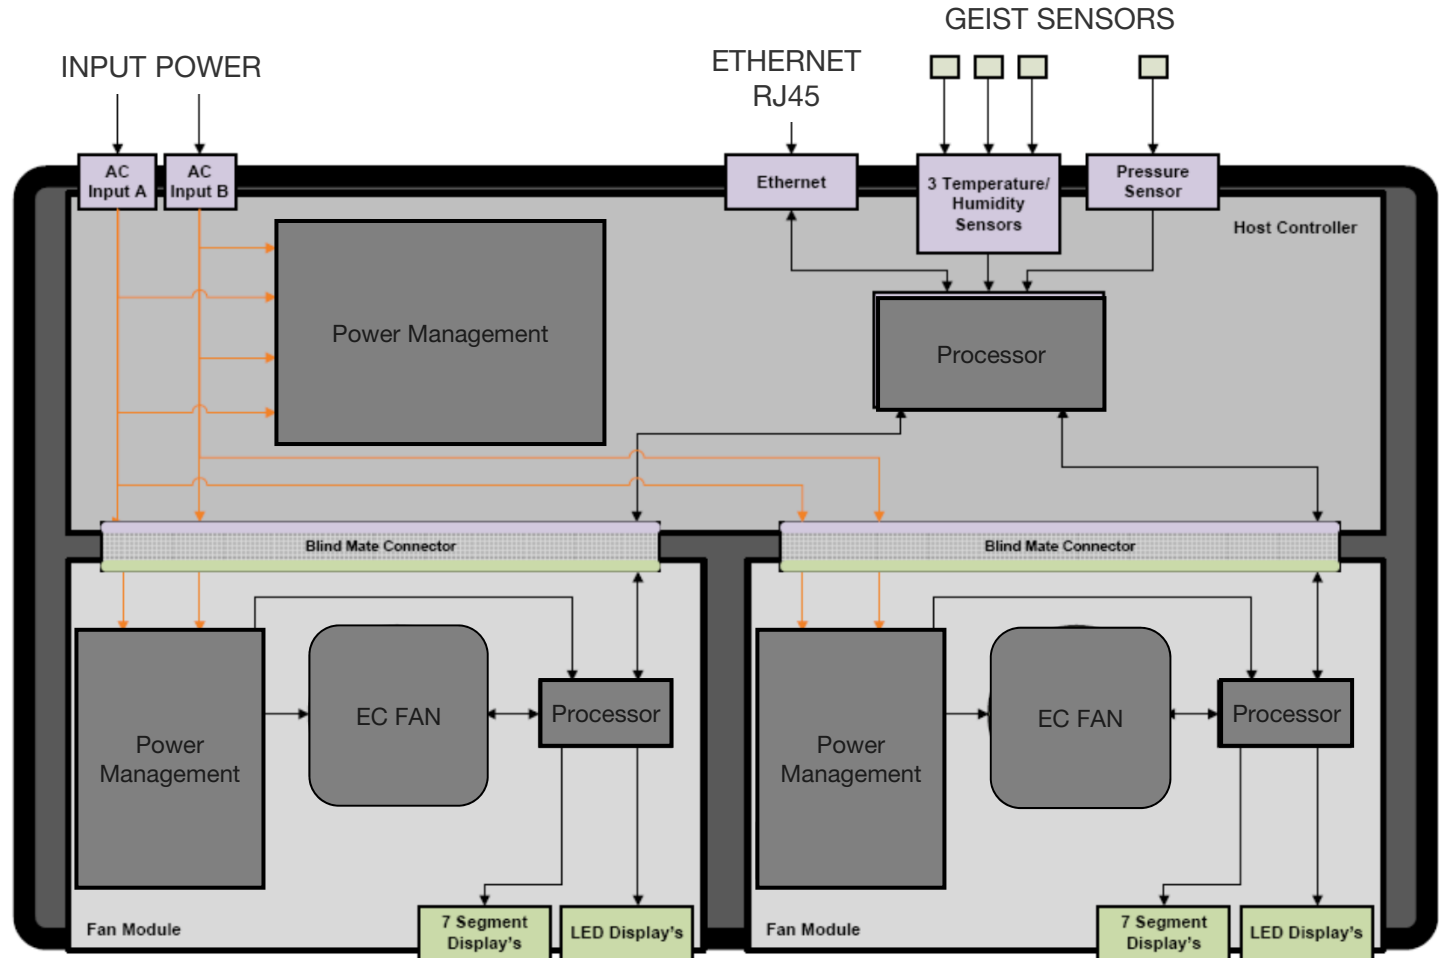 GEIST SENSORS
INPUT POWER
ETHERNET
RJ45
AC
Input A
AC
Input B
Ethernet
3 Temperature/
Humidity
Sensors
Pressure
Sensor
Host Controller
Power Management
Processor
Blind Mate Connector
Blind Mate Connector
Power
Management
EC FAN
Processor
Power
Management
EC FAN
Processor
Fan Module
7 Segment
Display's
LED Display's
Fan Module
7 Segment
Display's
LED Display's